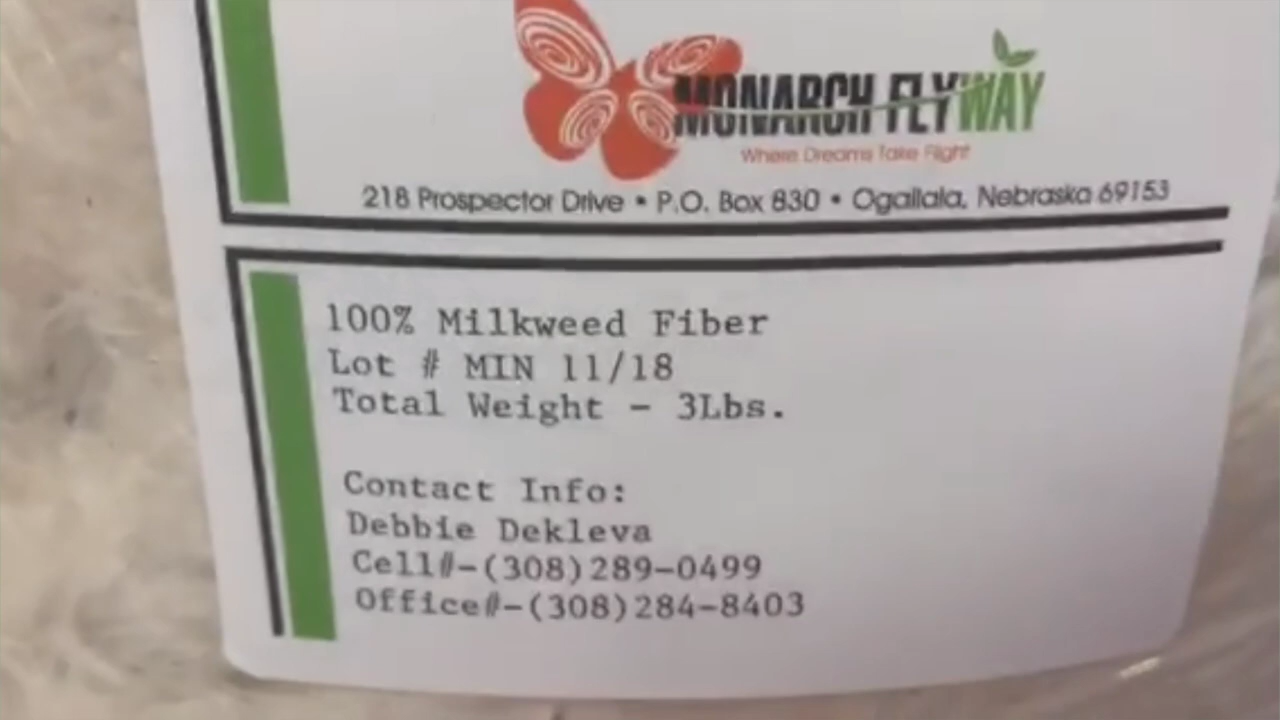 MONARCH FLYWAY
Where Dreams Take Flight
218 Prospector Drive • P.O. Box 830 • Ogallala, Nebraska 69153
100% Milkweed Fiber
Lot # MIN 11/18
Total Weight - 3Lbs.
Contact Info:
Debbie Dekleva
Cell#-(308)289-0499
Office#-(308)284-8403